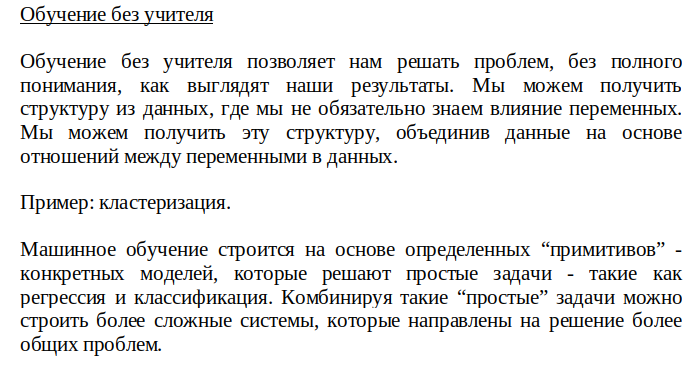 Обучение без учителя
Обучение без учителя позволяет нам решать проблем, без полного
понимания, как выглядят наши результаты. Мы можем получить
структуру из данных, где мы не обязательно знаем влияние переменных.
Мы можем получить эту структуру, объединив данные на основе
отношений между переменными в данных.
Пример: кластеризация.
Машинное обучение строится на основе определенных “примитивов” -
конкретных моделей, которые решают простые задачи - такие как
регрессия и классификация. Комбинируя такие “простые” задачи можно
строить более сложные системы, которые направлены на решение более
общих проблем.